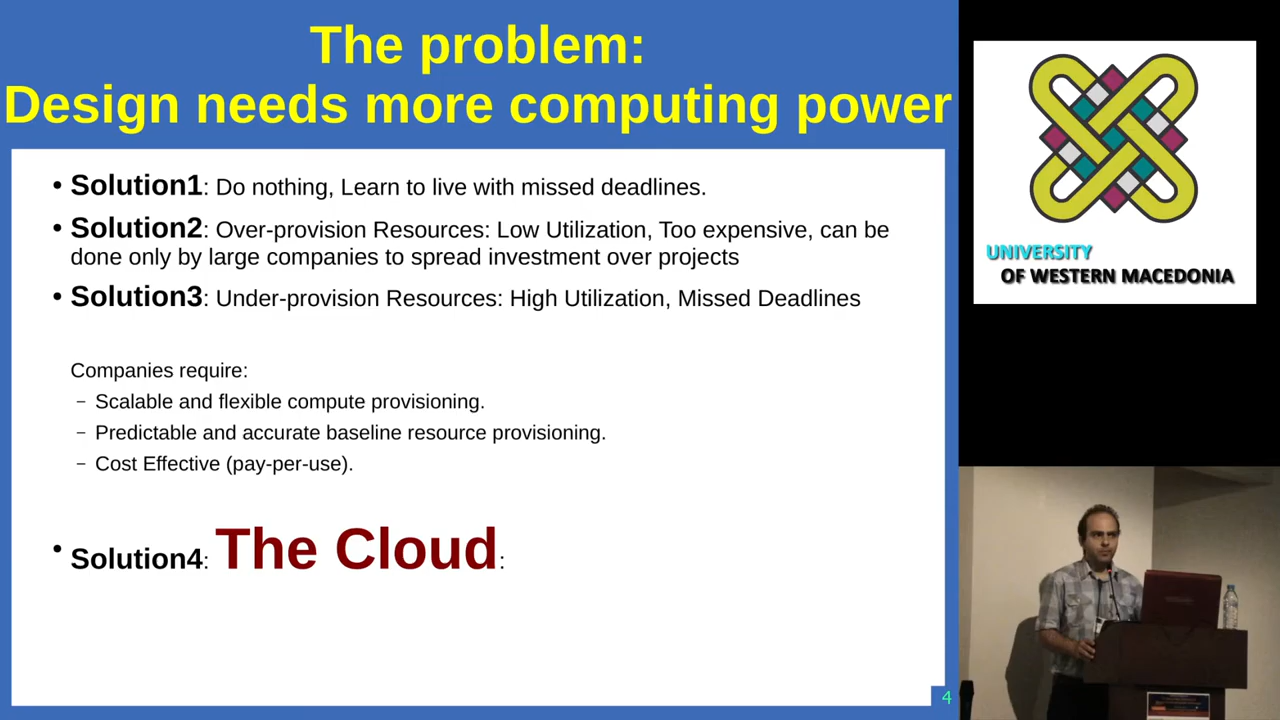 The problem:
Design needs more computing power
• Solution1: Do nothing, Learn to live with missed deadlines.
• Solution2: Over-provision Resources: Low Utilization, Too expensive, can be
done only by large companies to spread investment over projects
• Solution3: Under-provision Resources: High Utilization, Missed Deadlines
Companies require:
– Scalable and flexible compute provisioning.
– Predictable and accurate baseline resource provisioning.
– Cost Effective (pay-per-use).
• Solution4: The Cloud:
4
UNIVERSITY
OF WESTERN MACEDONIA